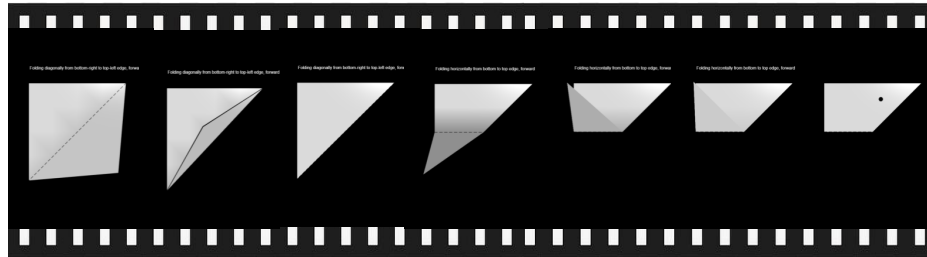 Folding diagonally from bottom-right to top-left edge, forwa
Folding diagonally from bottom-right to top-left edge, forward
Folding diagonally from bottom-right to top-left edge, forwa
Folding horizontally from bottom to top edge, forward
Folding horizontally from bottom to top edge, forwa
Folding horizontally from bottom to top edge, forward